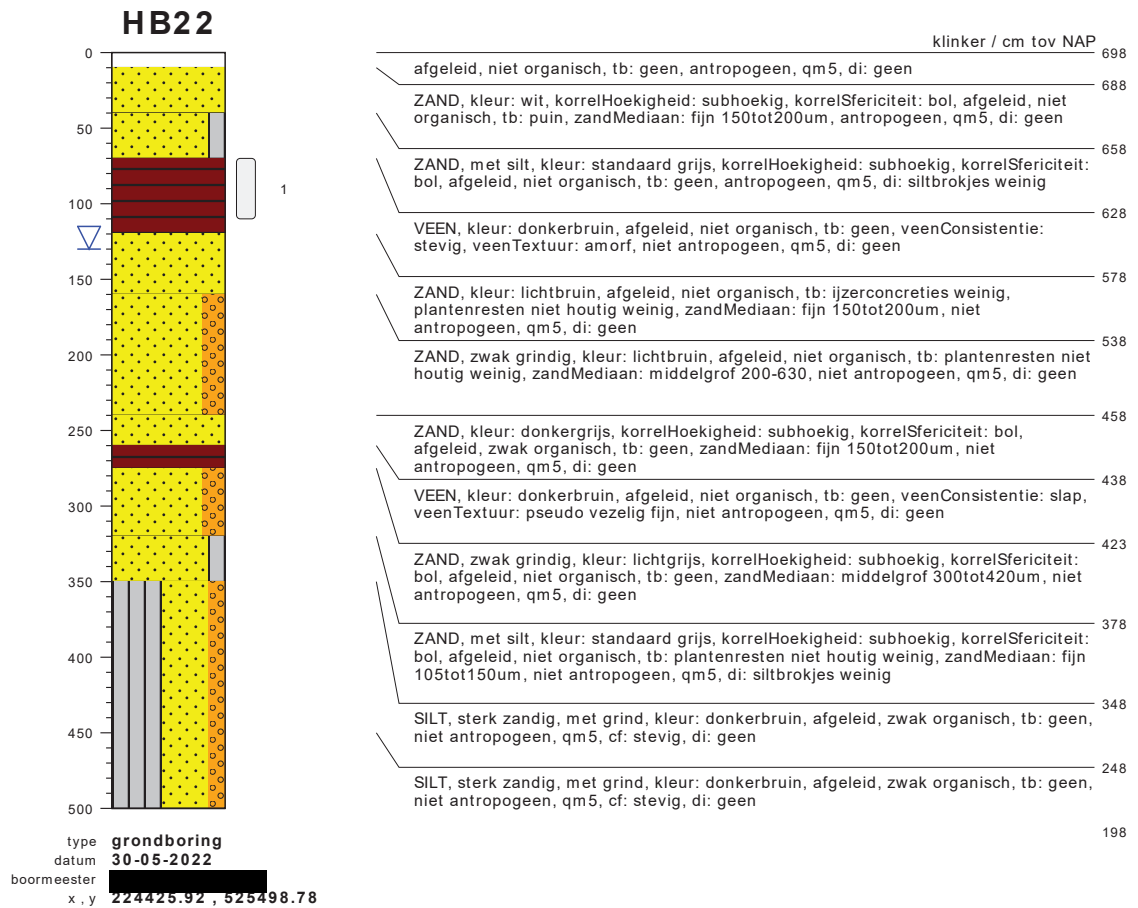 HB22
klinker / cm tov NAP
0
50
100
150
200
250
300
350
400
450
500
1
698
afgeleid, niet organisch, tb: geen, antropogeen, qm5, di: geen
688
ZAND, kleur: wit, korrelHoekigheid: subhoekig, korrelSfericiteit: bol, afgeleid, niet
organisch, tb: puin, zandMediaan: fijn 150tot200um, antropogeen, qm5, di: geen
658
ZAND, met silt, kleur: standaard grijs, korrelHoekigheid: subhoekig, korrelSfericiteit:
bol, afgeleid, niet organisch, tb: geen, antropogeen, qm5, di: siltbrokjes weinig
628
VEEN, kleur: donkerbruin, afgeleid, niet organisch, tb: geen, veenConsistentie:
stevig, veenTextuur: amorf, niet antropogeen, qm5, di: geen
578
ZAND, kleur: lichtbruin, afgeleid, niet organisch, tb: ijzerconcreties weinig,
plantenresten niet houtig weinig, zandMediaan: fijn 150tot200um, niet
antropogeen, qm5, di: geen
538
ZAND, zwak grindig, kleur: lichtbruin, afgeleid, niet organisch, tb: plantenresten niet
houtig weinig, zandMediaan: middelgrof 200-630, niet antropogeen, qm5, di: geen
458
ZAND, kleur: donkergrijs, korrelHoekigheid: subhoekig, korrelSfericiteit: bol,
afgeleid, zwak organisch, tb: geen, zandMediaan: fijn 150tot200um, niet
antropogeen, qm5, di: geen
438
VEEN, kleur: donkerbruin, afgeleid, niet organisch, tb: geen, veenConsistentie: slap,
veenTextuur: pseudo vezelig fijn, niet antropogeen, qm5, di: geen
423
ZAND, zwak grindig, kleur: lichtgrijs, korrelHoekigheid: subhoekig, korrelSfericiteit:
bol, afgeleid, niet organisch, tb: geen, zandMediaan: middelgrof 300tot420um, niet
antropogeen, qm5, di: geen
378
ZAND, met silt, kleur: standaard grijs, korrelHoekigheid: subhoekig, korrelSfericiteit:
bol, afgeleid, niet organisch, tb: plantenresten niet houtig weinig, zandMediaan: fijn
105tot150um, niet antropogeen, qm5, di: siltbrokjes weinig
348
SILT, sterk zandig, met grind, kleur: donkerbruin, afgeleid, zwak organisch, tb: geen,
niet antropogeen, qm5, cf: stevig, di: geen
248
SILT, sterk zandig, met grind, kleur: donkerbruin, afgeleid, zwak organisch, tb: geen,
niet antropogeen, qm5, cf: stevig, di: geen
198
type grondboring
datum 30-05-2022
boormeester
x , y 224425.92 , 525498.78